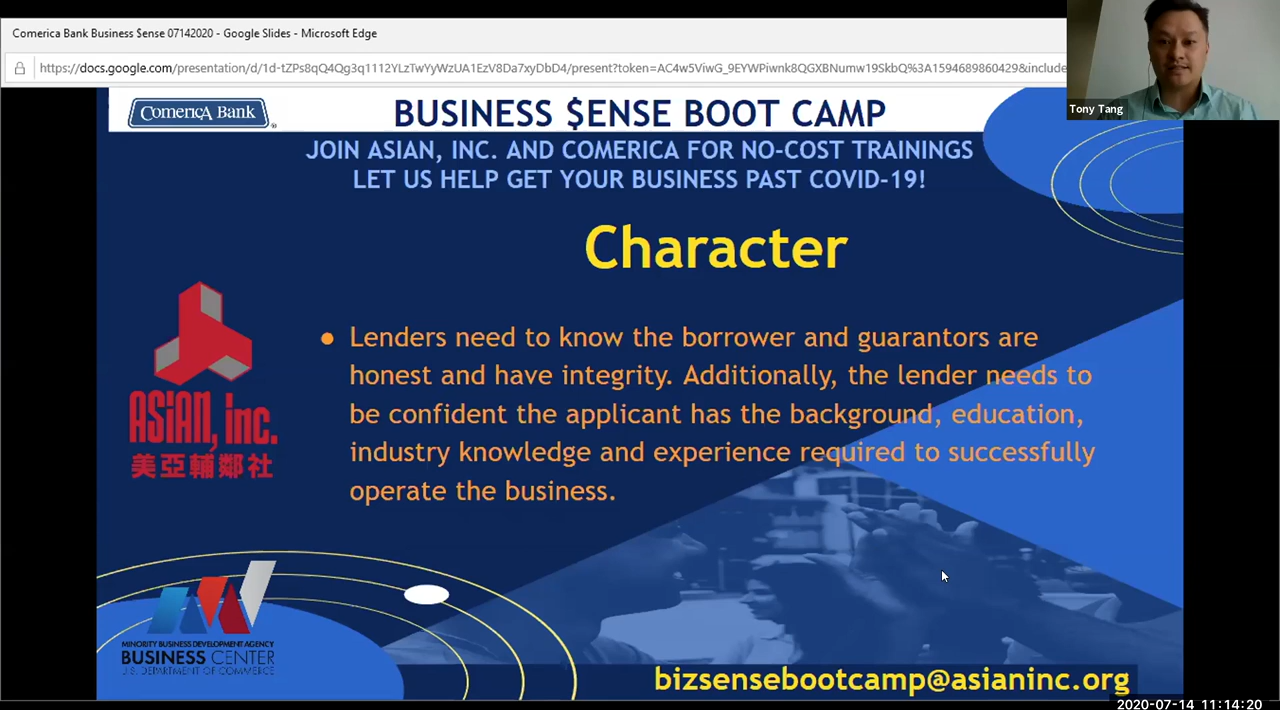 Comerica Bank Business $ense 07142020 - Google Slides - Microsoft Edge
https://docs.google.com/presentation/d/1d-tZPs8qQ4Qg3q1112YLzTwYyWzUA1EzV8Da7xyDbD4/present?token=AC4w5ViwG_9EYWPiwnk8QGXBNumw19SkbQ%3A1594689860429&include
Tony Tang
Comerica Bank
BUSINESS $ENSE BOOT CAMP
JOIN ASIAN, INC. AND COMERICA FOR NO-COST TRAININGS
LET US HELP GET YOUR BUSINESS PAST COVID-19!
Character
● Lenders need to know the borrower and guarantors are
honest and have integrity. Additionally, the lender needs to
be confident the applicant has the background, education,
industry knowledge and experience required to successfully
operate the business.
ASIAN, inc.
美亞輔鄰社
MINORITY BUSINESS DEVELOPMENT AGENCY
BUSINESS CENTER
U.S. DEPARTMENT OF COMMERCE
bizsensebootcamp@asianinc.org
2020-07-14 11:14:20